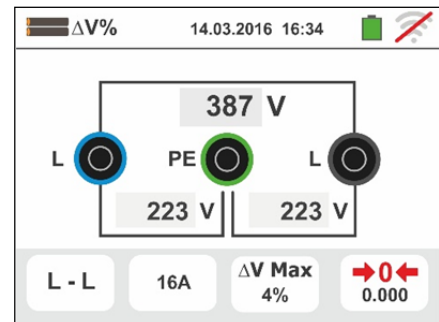 ΔV% 14.03.2016 16:34
387 V
L PE L
223 V 223 V
L - L 16A ΔV Max 4% →0← 0.000